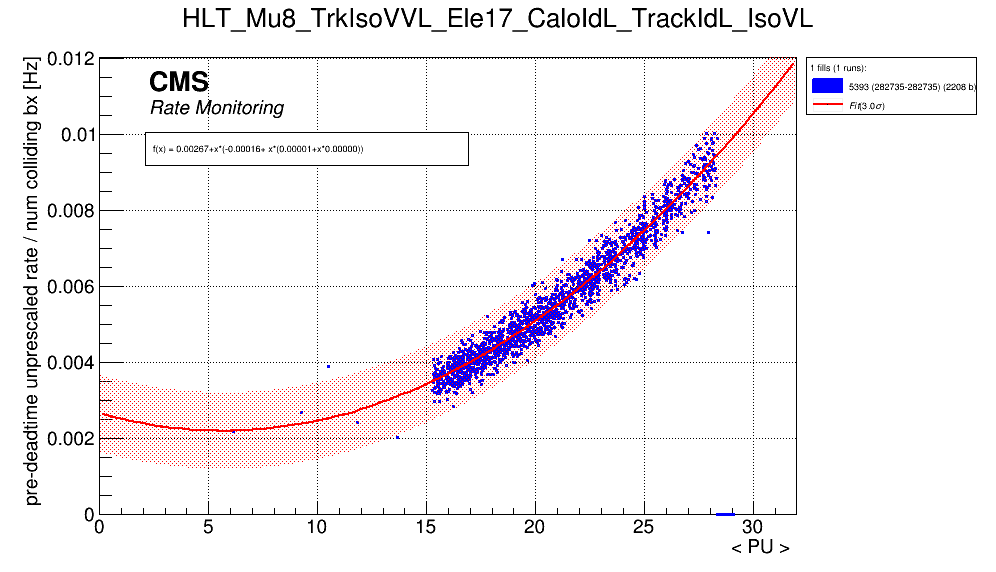 HLT_Mu8_TrkIsoVVL_Ele17_CaloIdL_TrackIdL_IsoVL
pre-deadtime unprescaled rate / num colliding bx [Hz]
0.012
0.01
0.008
0.006
0.004
0.002
0
CMS
Rate Monitoring
f(x) = 0.00267+x*(-0.00016+ x*(0.00001+x*0.00000))
0 5 10 15 20 25 30
< PU >
1 fills (1 runs):
5393 (282735-282735) (2208 b)
Fit(3.0σ)